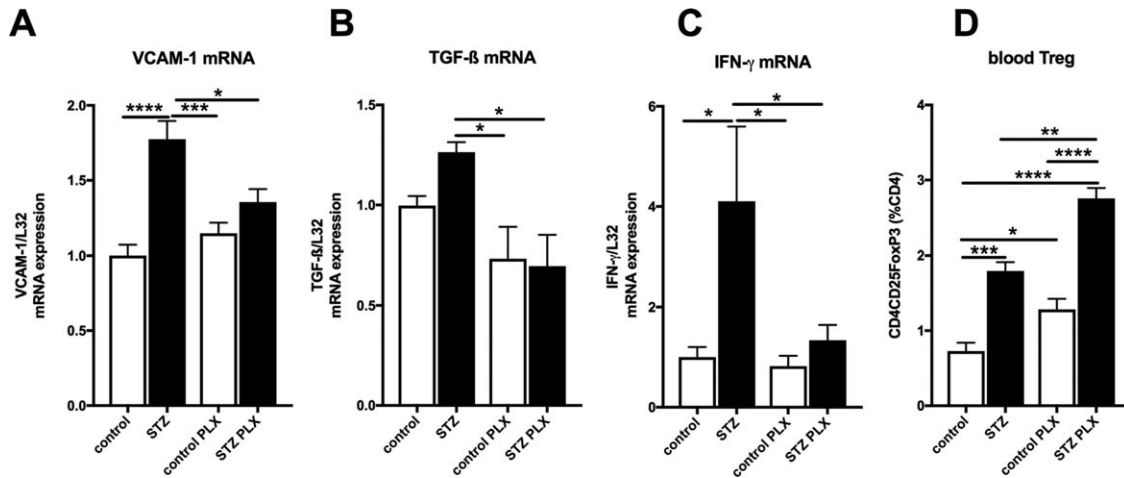 A
VCAM-1 mRNA
VCAM-1/L32
mRNA expression
2.0
1.5
1.0
0.5
0.0
****
***
*
control
STZ
control PLX
STZ PLX
B
TGF-ß mRNA
TGF-ß/L32
mRNA expression
1.5
1.0
0.5
0.0
*
*
control
STZ
control PLX
STZ PLX
C
IFN-γ mRNA
IFN-γ/L32
mRNA expression
6
4
2
0
*
*
*
control
STZ
control PLX
STZ PLX
D
blood Treg
CD4CD25FoxP3 (%CD4)
4
3
2
1
0
**
****
****
*
***
control
STZ
control PLX
STZ PLX